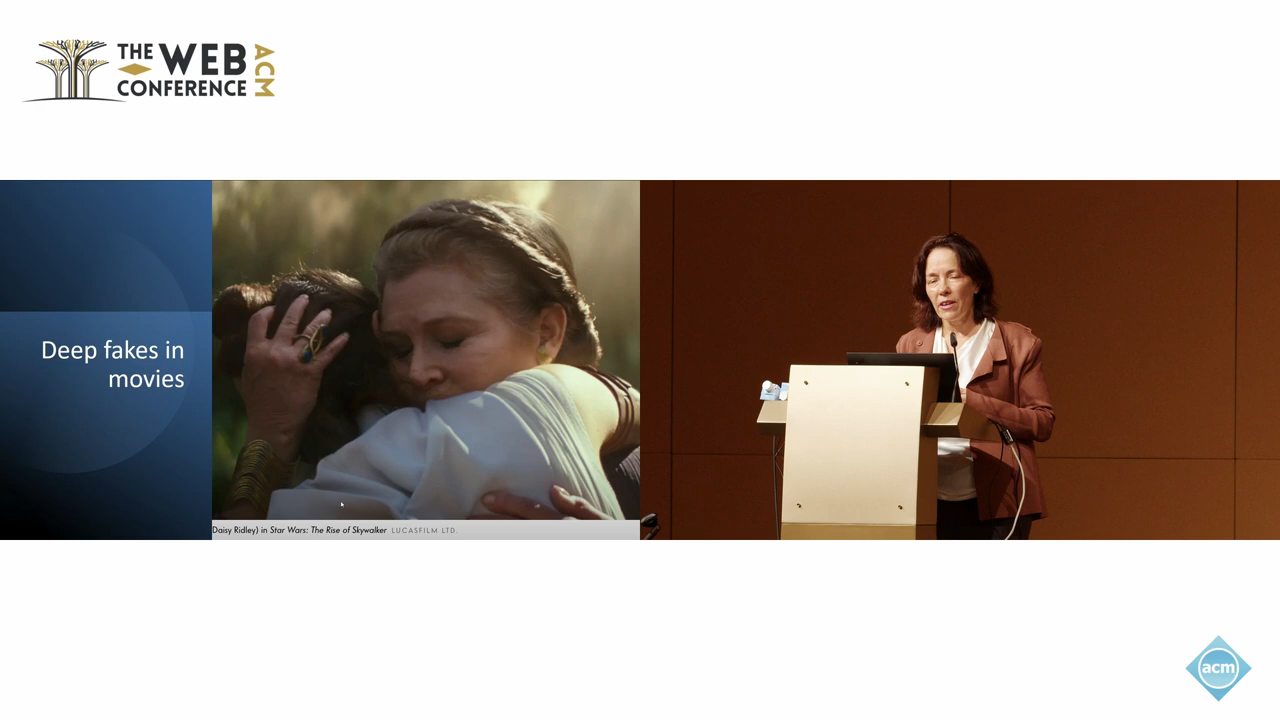 THE WEB
CONFERENCE
ACM
Deep fakes in
movies
Daisy Ridley) in Star Wars: The Rise of Skywalker LUCASFILM LTD.
acm